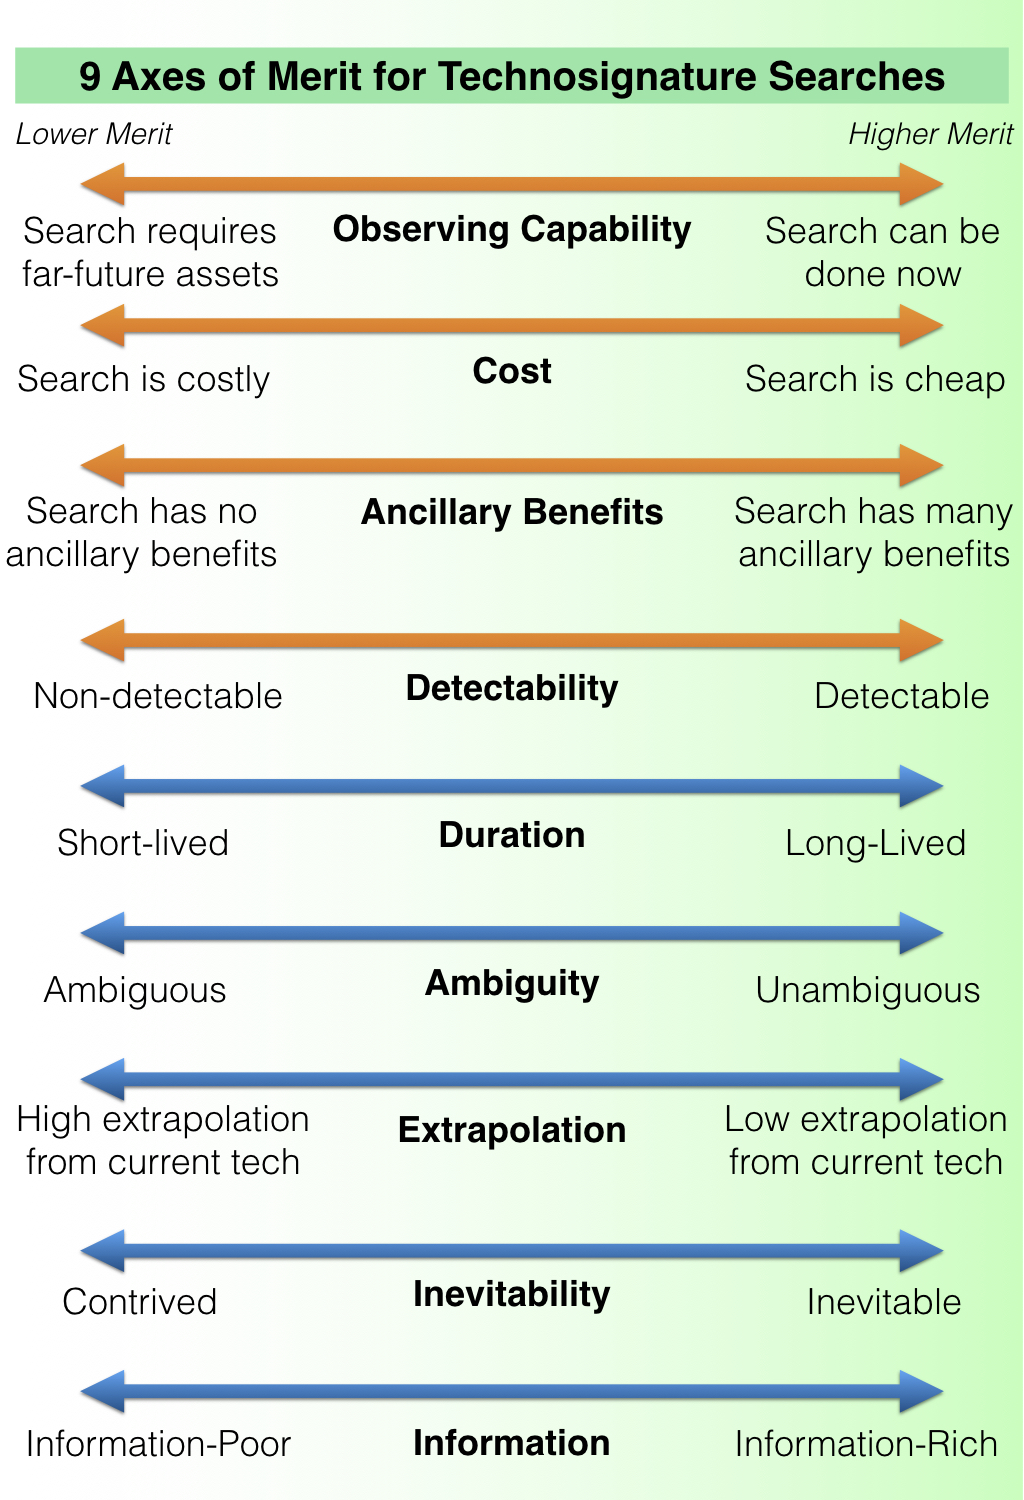 9 Axes of Merit for Technosignature Searches
Lower Merit
Higher Merit
Observing Capability
Search requires
far-future assets
Search can be
done now
Cost
Search is costly
Search is cheap
Ancillary Benefits
Search has no
ancillary benefits
Search has many
ancillary benefits
Detectability
Non-detectable
Detectable
Duration
Short-lived
Long-Lived
Ambiguity
Ambiguous
Unambiguous
Extrapolation
High extrapolation
from current tech
Low extrapolation
from current tech
Inevitability
Contrived
Inevitable
Information
Information-Poor
Information-Rich